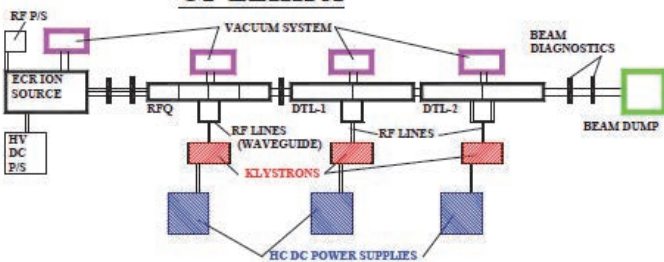 RF P/S
VACUUM SYSTEM
BEAM
DIAGNOSTICS
ECR ION
SOURCE
RFQ
DTL-1
DTL-2
RF LINES
(WAVEGUIDE)
RF LINES
BEAM DUMP
HV
DC
P/S
KLYSTRONS
HC DC POWER SUPPLIES